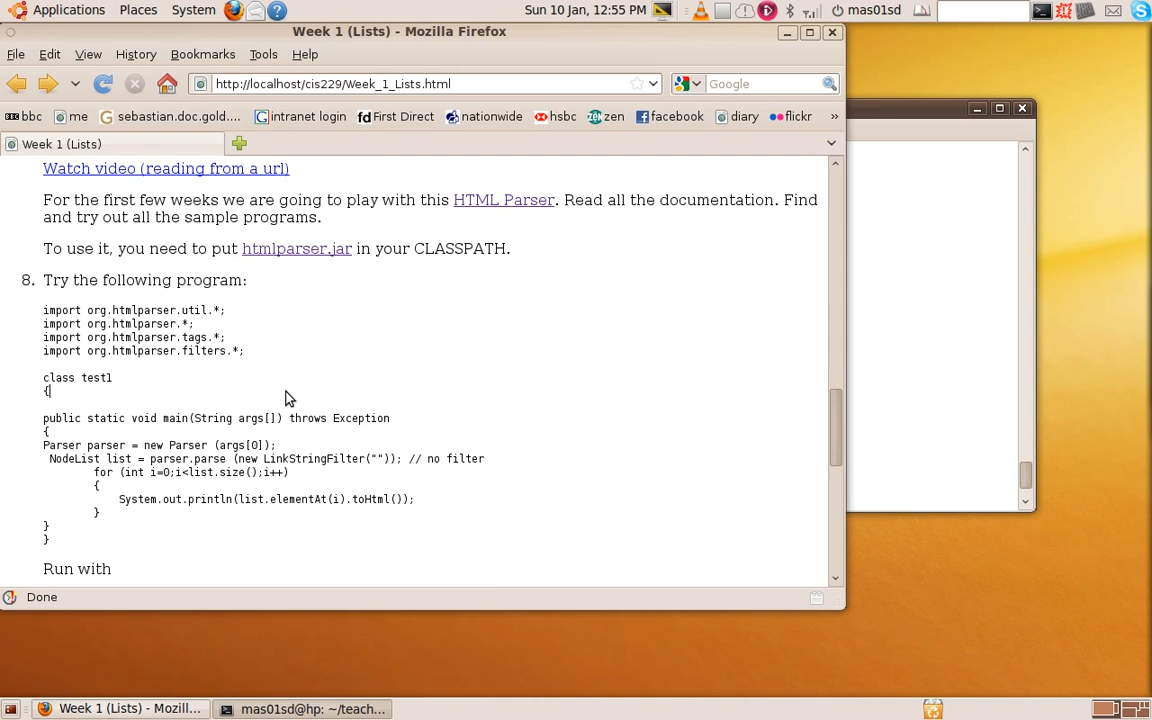 Applications Places System
Sun 10 Jan, 12:55 PM
mas01sd
Week 1 (Lists) - Mozilla Firefox
File Edit View History Bookmarks Tools Help
http://localhost/cis229/Week_1_Lists.html
Google
bbc me sebastian.doc.gold.... intranet login fd First Direct nationwide hsbc zen facebook diary flickr »
Week 1 (Lists)
Watch video (reading from a url)
For the first few weeks we are going to play with this HTML Parser. Read all the documentation. Find
and try out all the sample programs.
To use it, you need to put htmlparser.jar in your CLASSPATH.
8. Try the following program:
import org.htmlparser.util.*;
import org.htmlparser.*;
import org.htmlparser.tags.*;
import org.htmlparser.filters.*;
class test1
{
public static void main(String args[]) throws Exception
{
Parser parser = new Parser (args[0]);
NodeList list = parser.parse (new LinkStringFilter("")); // no filter
for (int i=0;i<list.size();i++)
{
System.out.println(list.elementAt(i).toHtml());
}
}
}
Run with
Done
Week 1 (Lists) - Mozill...
mas01sd@hp: ~/teach...